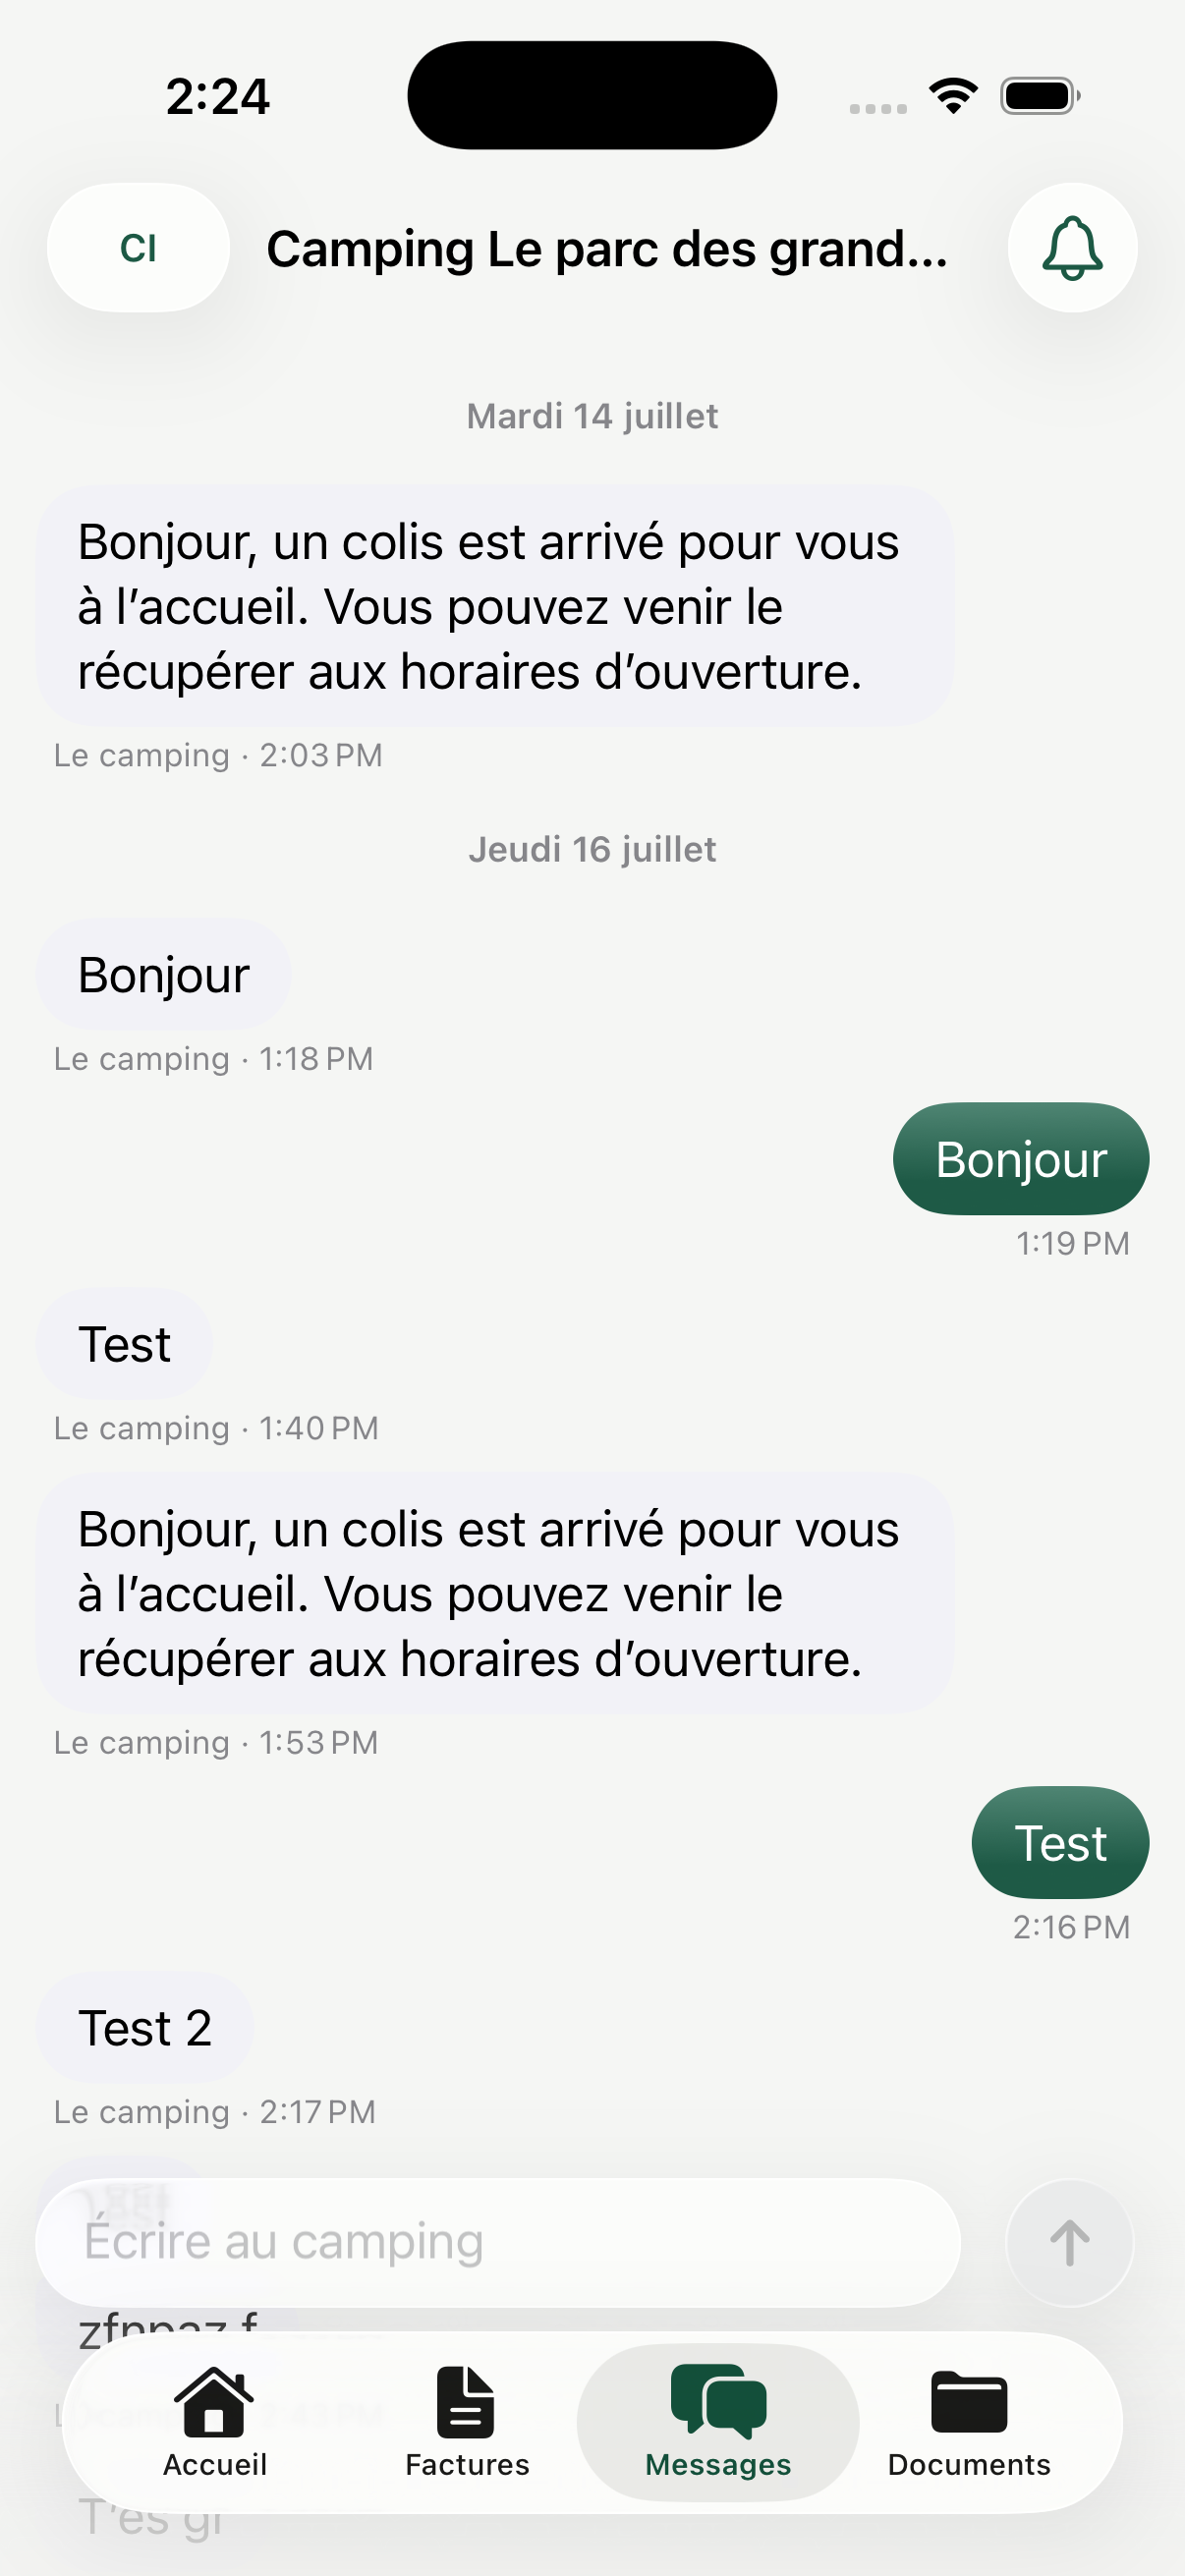 2:24
CI
Camping Le parc des grand...
Mardi 14 juillet
Bonjour, un colis est arrivé pour vous
à l’accueil. Vous pouvez venir le
récupérer aux horaires d’ouverture.
Le camping · 2:03 PM
Jeudi 16 juillet
Bonjour
Le camping · 1:18 PM
Bonjour
1:19 PM
Test
Le camping · 1:40 PM
Bonjour, un colis est arrivé pour vous
à l’accueil. Vous pouvez venir le
récupérer aux horaires d’ouverture.
Le camping · 1:53 PM
Test
2:16 PM
Test 2
Le camping · 2:17 PM
Écrire au camping
Accueil
Factures
Messages
Documents
T'es